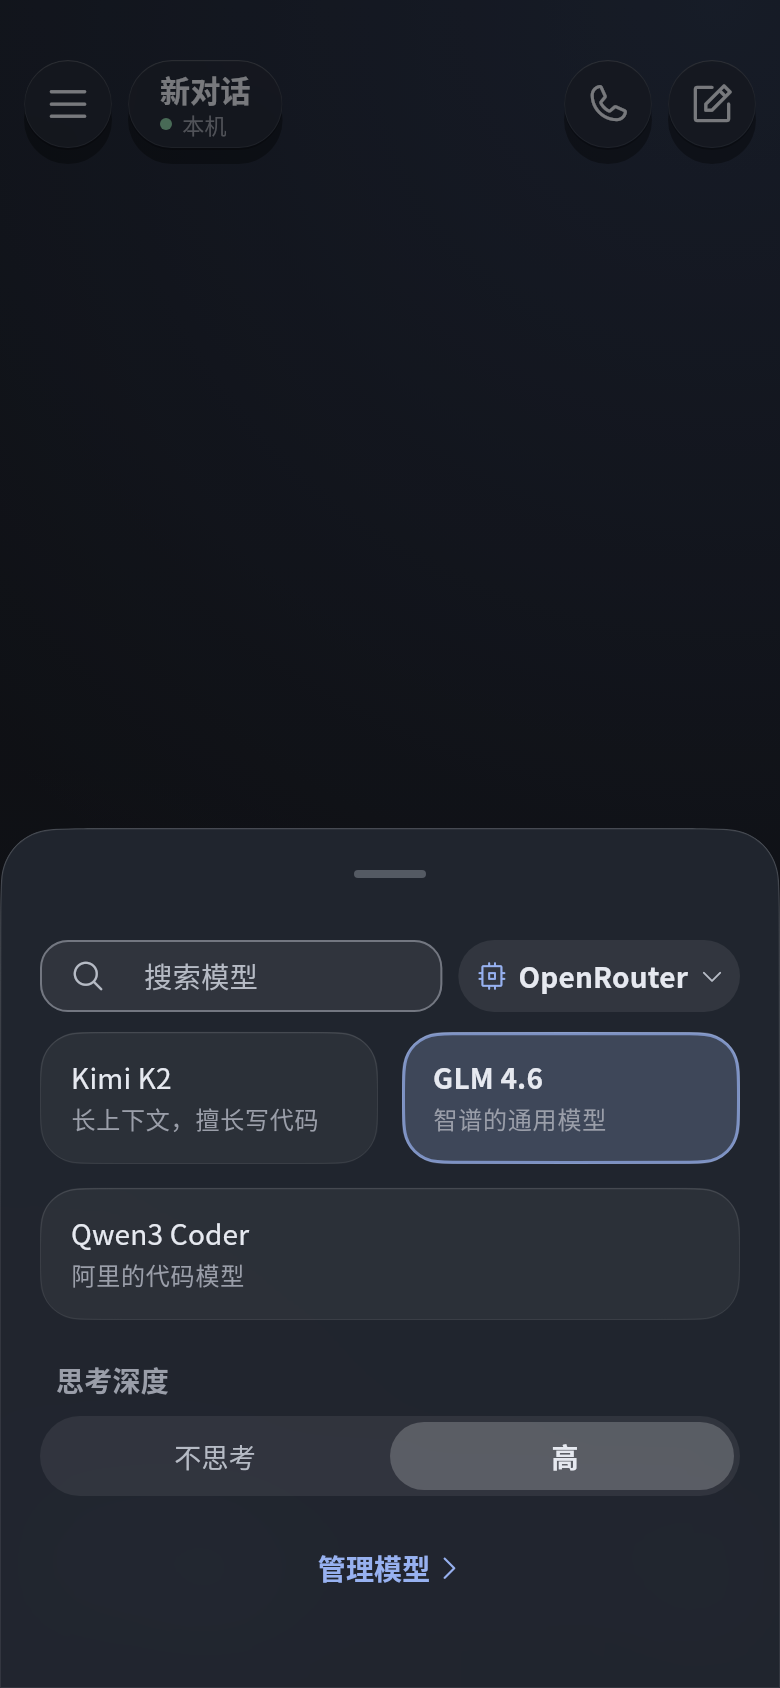 新对话
本机
搜索模型
OpenRouter
Kimi K2
长上下文，擅长写代码
GLM 4.6
智谱的通用模型
Qwen3 Coder
阿里的代码模型
思考深度
不思考
高
管理模型